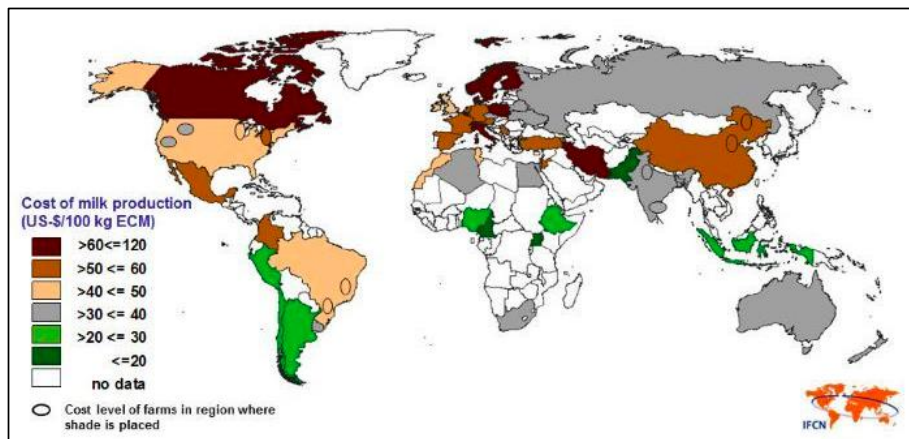 Cost of milk production
(US-$/100 kg ECM)
>60<=120
>50 <= 60
>40 <= 50
>30 <= 40
>20 <= 30
<=20
no data
Cost level of farms in region where
shade is placed
IFCN